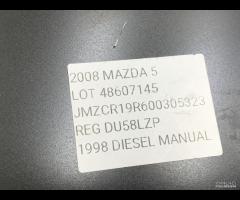 2008 MAZDA 5
LOT 48607145
JMZCR19R600305323
REG DU58LZP
1998 DIESEL MANUAL